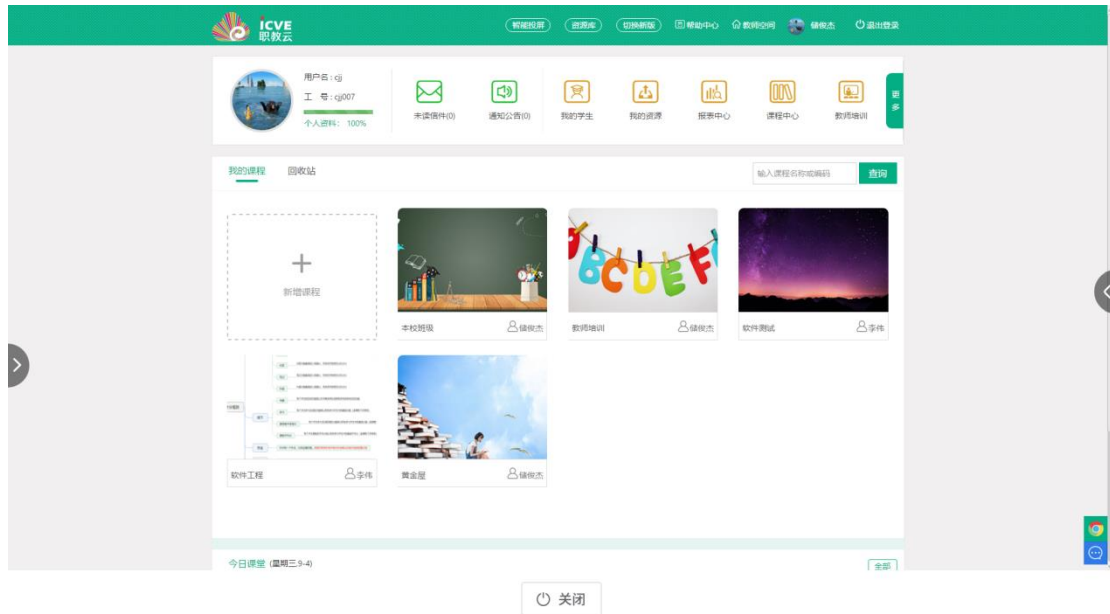 icve
职教云
智能投屏 资源库 切换新版 帮助中心 教师空间 储俊杰 退出登录
用户名：cjj
工 号：cjj007
个人资料： 100%
未读信件(0) 通知公告(0) 我的学生 我的资源 报表中心 课程中心 教师培训
更多
我的课程 回收站 输入课程名称或编码 查询
新增课程
ABCDEF
本校班级 储俊杰 教师培训 储俊杰 软件测试 李伟
软件工程 李伟 黄金屋 储俊杰
今日课堂 (星期三,9-4) 全部
关闭